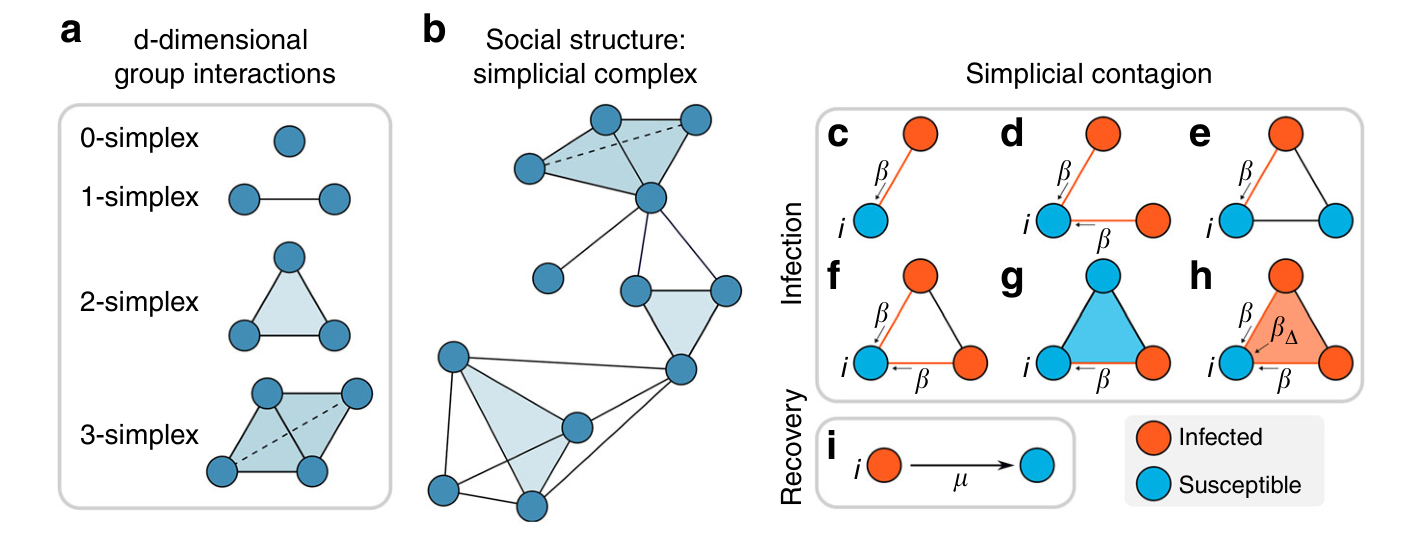 a
d-dimensional
group interactions
0-simplex
1-simplex
2-simplex
3-simplex
b
Social structure:
simplicial complex
Simplicial contagion
Infection
c
β
i
d
β
i
β
e
β
i
f
β
i
β
g
i
β
h
β
βΔ
i
β
Recovery
i
i
μ
Infected
Susceptible